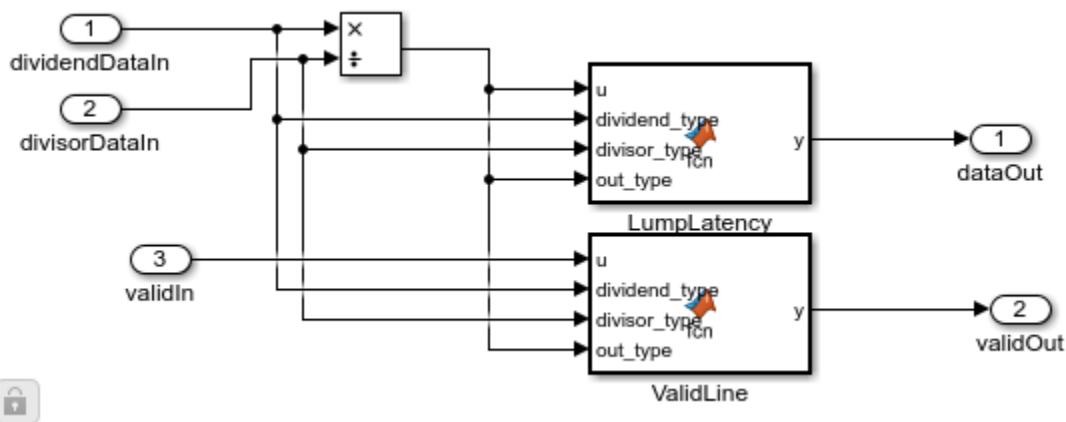 1
dividendDataIn
×
÷
2
divisorDataIn
u
dividend_type
divisor_type
out_type
fcn
y
LumpLatency
1
dataOut
3
validIn
u
dividend_type
divisor_type
out_type
fcn
y
ValidLine
2
validOut